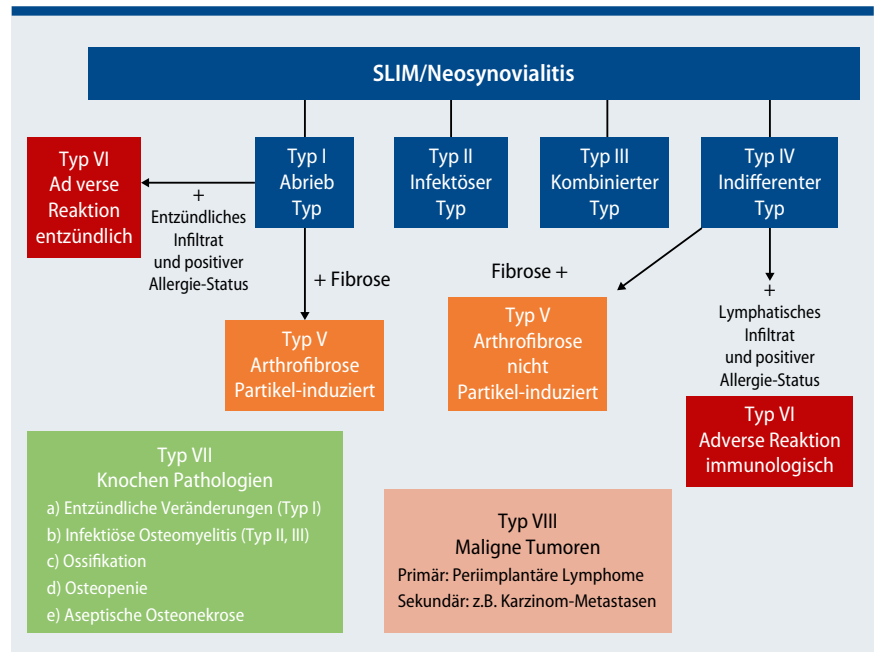 SLIM/Neosynovialitis
Typ VI
Ad verse
Reaktion
entzündlich
Typ I
Abrieb
Typ
Typ II
Infektöser
Typ
Typ III
Kombinierter
Typ
Typ IV
Indifferenter
Typ
+
Entzündliches
Infiltrat
und positiver
Allergie-Status
+ Fibrose
Fibrose +
+
Lymphatisches
Infiltrat
und positiver
Allergie-Status
Typ V
Arthrofibrose
Partikel-induziert
Typ V
Arthrofibrose
nicht
Partikel-induziert
Typ VI
Adverse Reaktion
immunologisch
Typ VII
Knochen Pathologien
a) Entzündliche Veränderungen (Typ I)
b) Infektiöse Osteomyelitis (Typ II, III)
c) Ossifikation
d) Osteopenie
e) Aseptische Osteonekrose
Typ VIII
Maligne Tumoren
Primär: Periimplantäre Lymphome
Sekundär: z.B. Karzinom-Metastasen